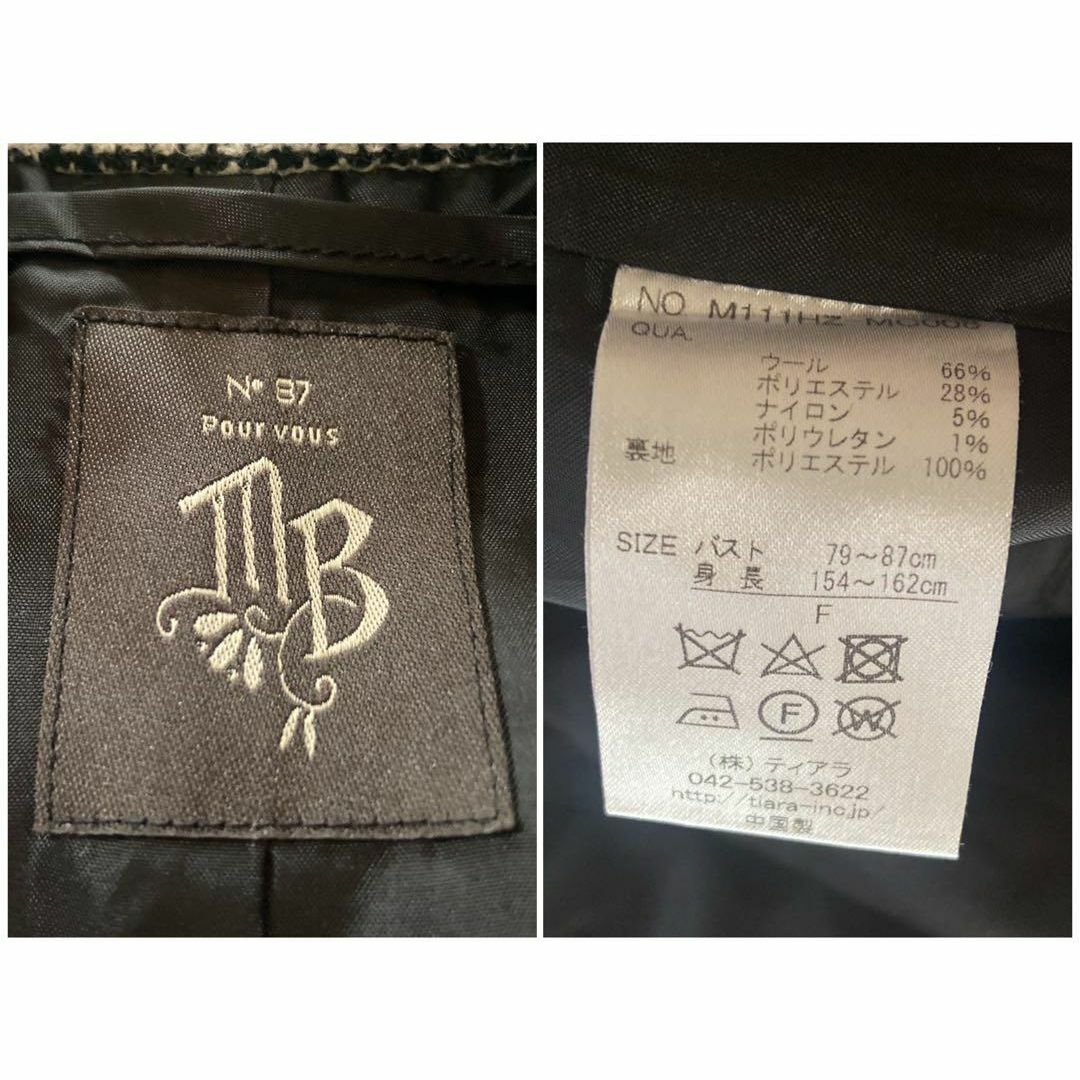 N° 87
Pour vous
MB
NO M111HZ
QUA.
ウール 66%
ポリエステル 28%
ナイロン 5%
ポリウレタン 1%
裏地 ポリエステル 100%
SIZE バスト 79～87cm
身長 154～162cm
F
F
W
(株)ティアラ
042-538-3622
http://tiara-inc.jp/
中国製